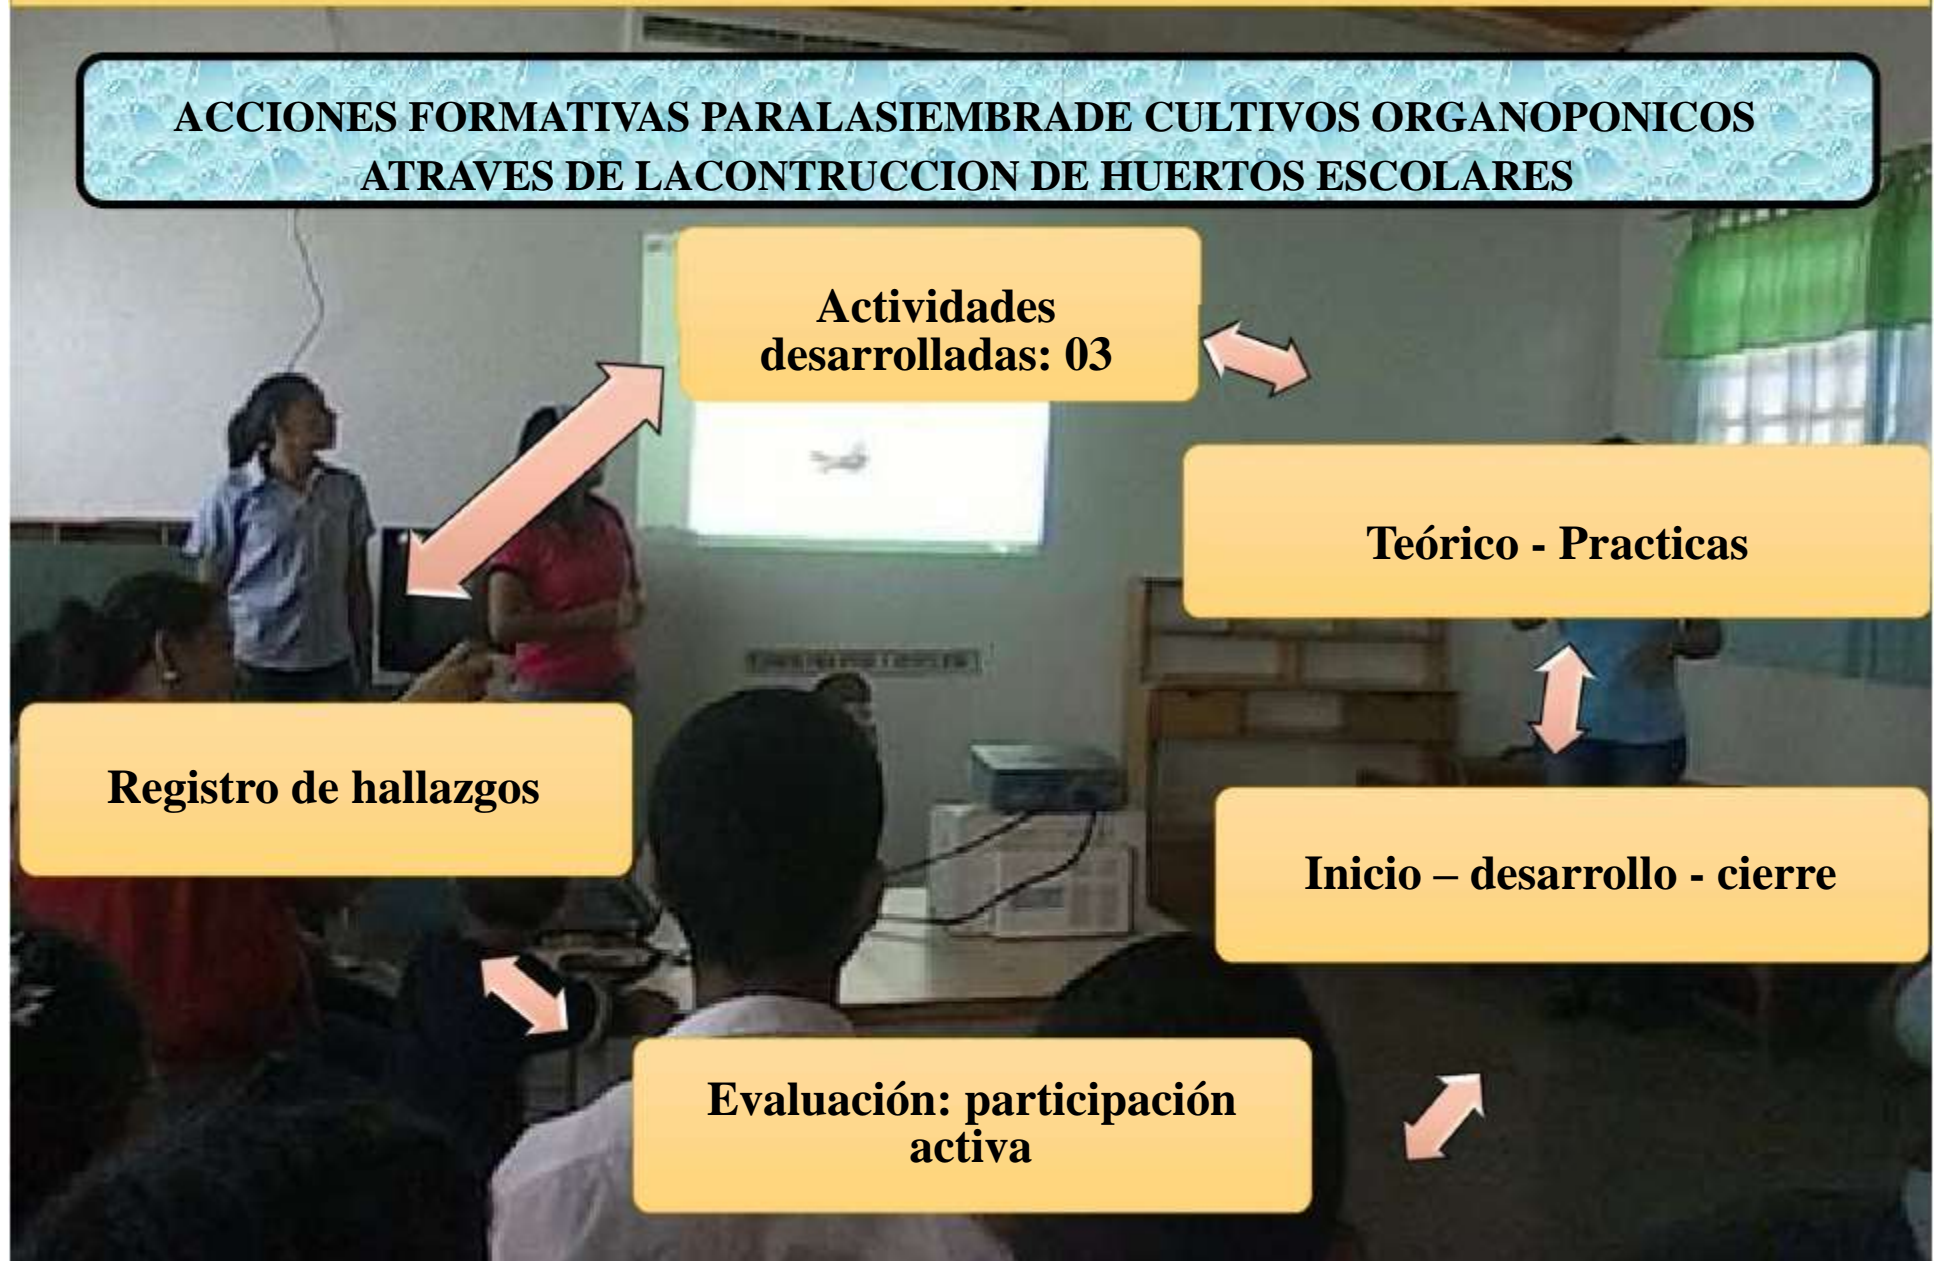 ACCIONES FORMATIVAS PARALASIEMBRADE CULTIVOS ORGANOPONICOS
ATRAVES DE LACONTRUCCION DE HUERTOS ESCOLARES
Actividades
desarrolladas: 03
Teórico - Practicas
Registro de hallazgos
Inicio – desarrollo - cierre
Evaluación: participación
activa